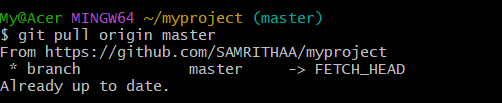 My@Acer MINGW64 ~/myproject (master)
$ git pull origin master
From https://github.com/SAMRITHAA/myproject
 * branch            master     -> FETCH_HEAD
Already up to date.